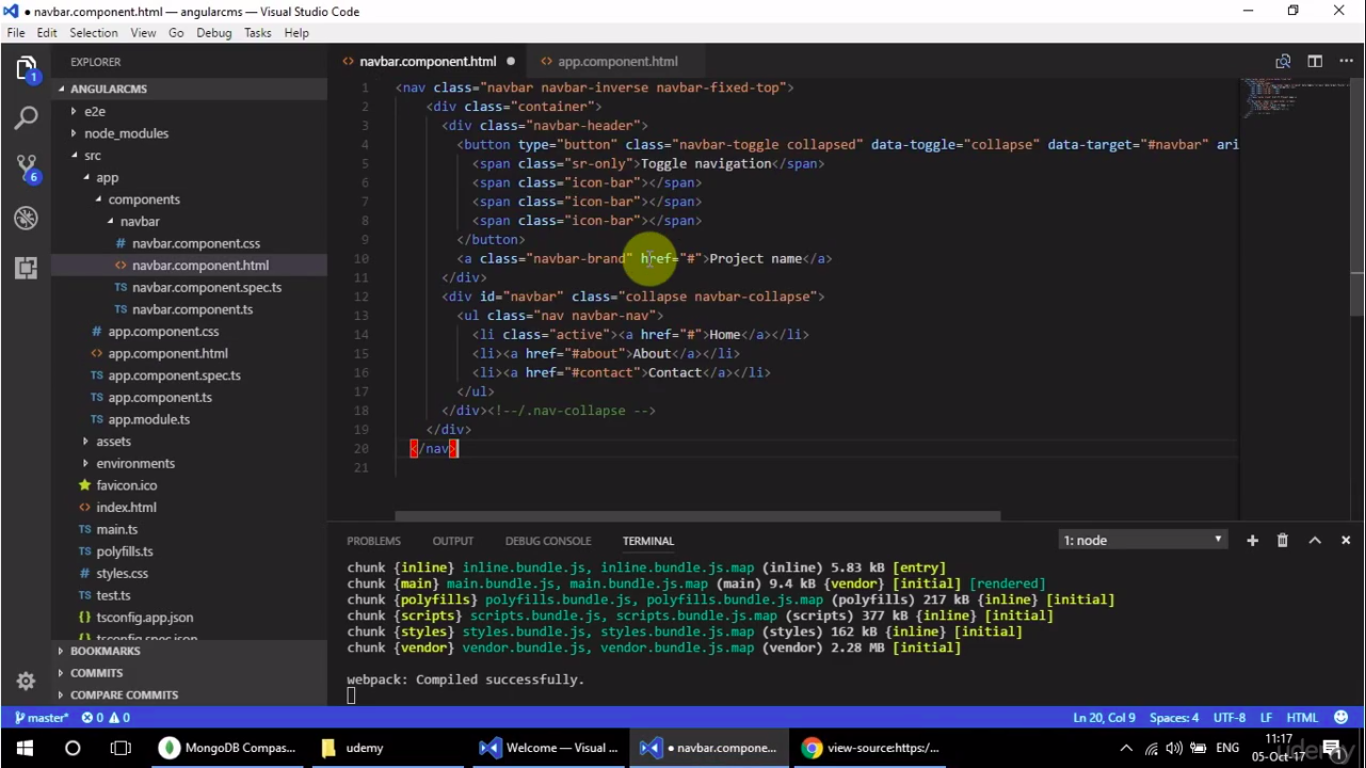 ● navbar.component.html — angularcms — Visual Studio Code
File Edit Selection View Go Debug Tasks Help
1
6
EXPLORER
ANGULARCMS
e2e
node_modules
src
app
components
navbar
# navbar.component.css
<> navbar.component.html
TS navbar.component.spec.ts
TS navbar.component.ts
# app.component.css
<> app.component.html
TS app.component.spec.ts
TS app.component.ts
TS app.module.ts
assets
environments
favicon.ico
<> index.html
TS main.ts
TS polyfills.ts
# styles.css
TS test.ts
{} tsconfig.app.json
{} tsconfig.spec.json
BOOKMARKS
COMMITS
COMPARE COMMITS
<> navbar.component.html ●
<> app.component.html
1 <nav class="navbar navbar-inverse navbar-fixed-top">
2 <div class="container">
3 <div class="navbar-header">
4 <button type="button" class="navbar-toggle collapsed" data-toggle="collapse" data-target="#navbar" ari
5 <span class="sr-only">Toggle navigation</span>
6 <span class="icon-bar"></span>
7 <span class="icon-bar"></span>
8 <span class="icon-bar"></span>
9 </button>
10 <a class="navbar-brand" href="#">Project name</a>
11 </div>
12 <div id="navbar" class="collapse navbar-collapse">
13 <ul class="nav navbar-nav">
14 <li class="active"><a href="#">Home</a></li>
15 <li><a href="#about">About</a></li>
16 <li><a href="#contact">Contact</a></li>
17 </ul>
18 </div><!--/.nav-collapse -->
19 </div>
20 </nav>
21
PROBLEMS OUTPUT DEBUG CONSOLE TERMINAL
1: node
chunk {inline} inline.bundle.js, inline.bundle.js.map (inline) 5.83 kB [entry]
chunk {main} main.bundle.js, main.bundle.js.map (main) 9.4 kB {vendor} [initial] [rendered]
chunk {polyfills} polyfills.bundle.js, polyfills.bundle.js.map (polyfills) 217 kB {inline} [initial]
chunk {scripts} scripts.bundle.js, scripts.bundle.js.map (scripts) 377 kB {inline} [initial]
chunk {styles} styles.bundle.js, styles.bundle.js.map (styles) 162 kB {inline} [initial]
chunk {vendor} vendor.bundle.js, vendor.bundle.js.map (vendor) 2.28 MB [initial]
webpack: Compiled successfully.
master* 0 0
Ln 20, Col 9 Spaces: 4 UTF-8 LF HTML
MongoDB Compas...
udemy
Welcome — Visual ...
● navbar.compone...
view-source:https:/...
ENG
11:17
05-Oct-17
1
udemy